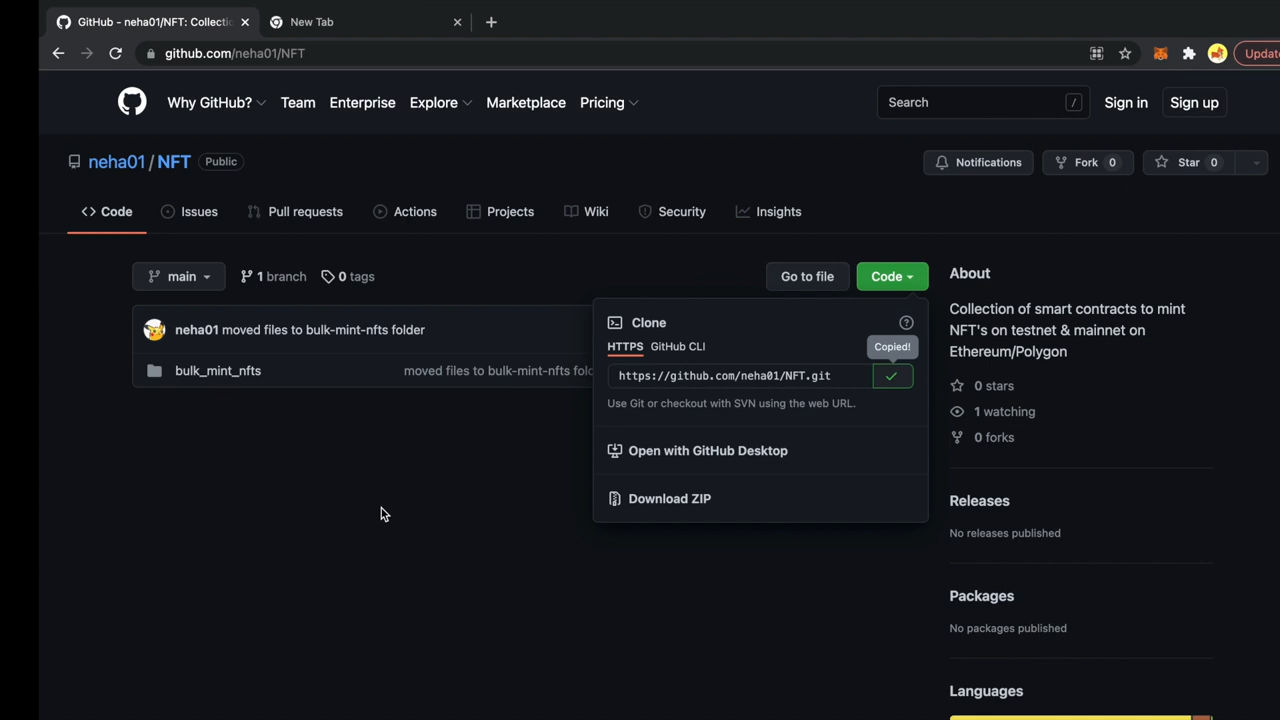 GitHub - neha01/NFT: Collectio
New Tab
github.com/neha01/NFT
Update
Why GitHub? Team Enterprise Explore Marketplace Pricing
Search /
Sign in Sign up
neha01 / NFT Public
Notifications Fork 0 Star 0
Code Issues Pull requests Actions Projects Wiki Security Insights
main 1 branch 0 tags
Go to file Code
About
Collection of smart contracts to mint
NFT's on testnet & mainnet on
Ethereum/Polygon
neha01 moved files to bulk-mint-nfts folder
bulk_mint_nfts moved files to bulk-mint-nfts fold
Clone
HTTPS GitHub CLI
Copied!
https://github.com/neha01/NFT.git
Use Git or checkout with SVN using the web URL.
Open with GitHub Desktop
Download ZIP
0 stars
1 watching
0 forks
Releases
No releases published
Packages
No packages published
Languages